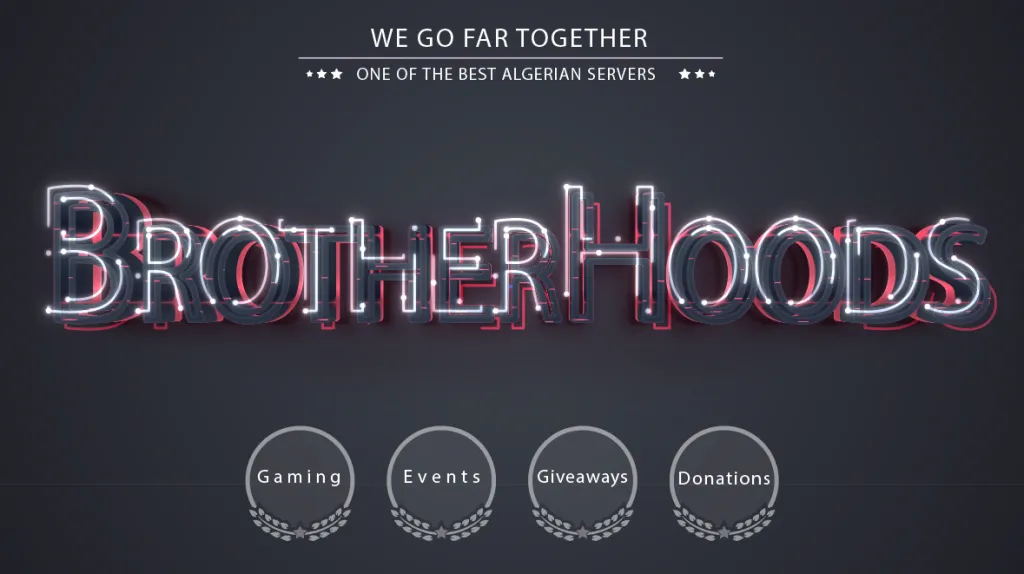 WE GO FAR TOGETHER
ONE OF THE BEST ALGERIAN SERVERS
BROTHERHOODS
Gaming Events Giveaways Donations